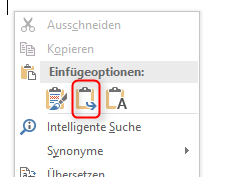 Ausschneiden
Kopieren
Einfügeoptionen:
A
Intelligente Suche
Synonyme
Übersetzen